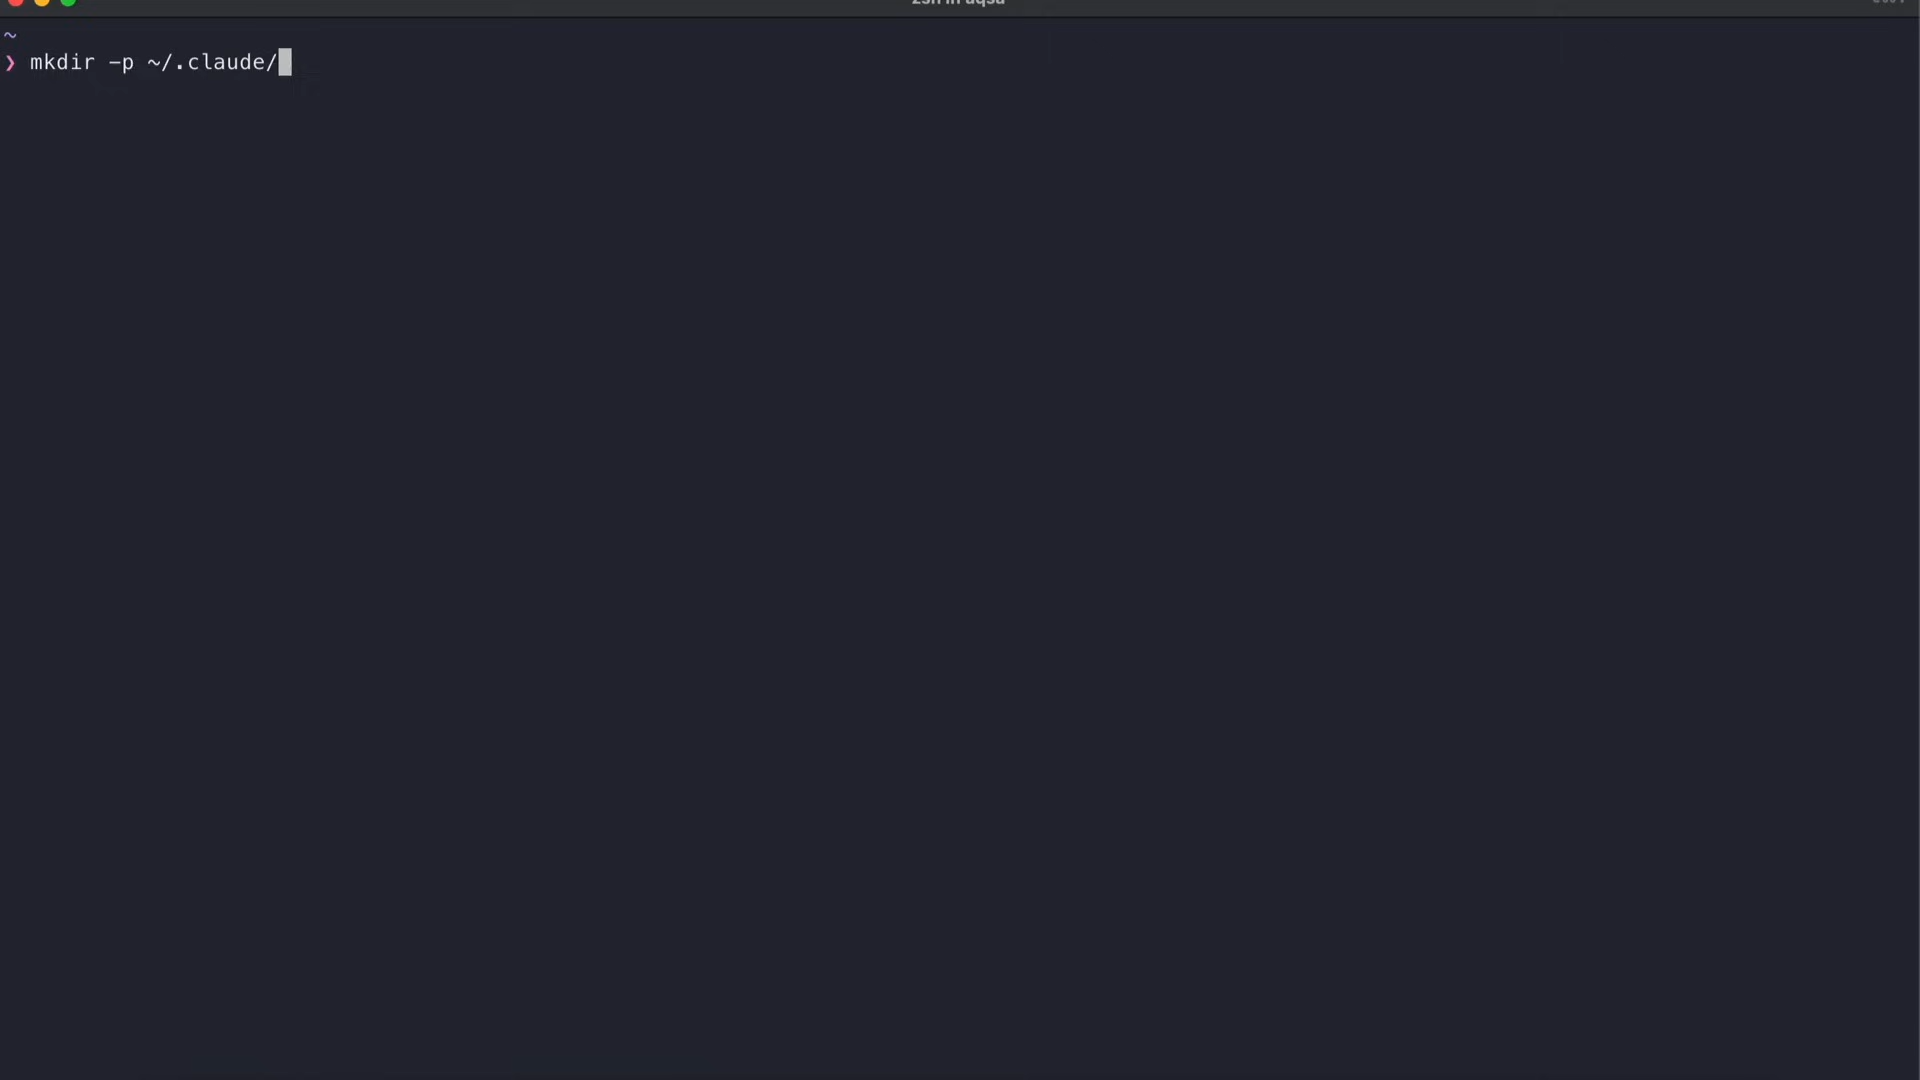 ~
❯ mkdir -p ~/.claude/